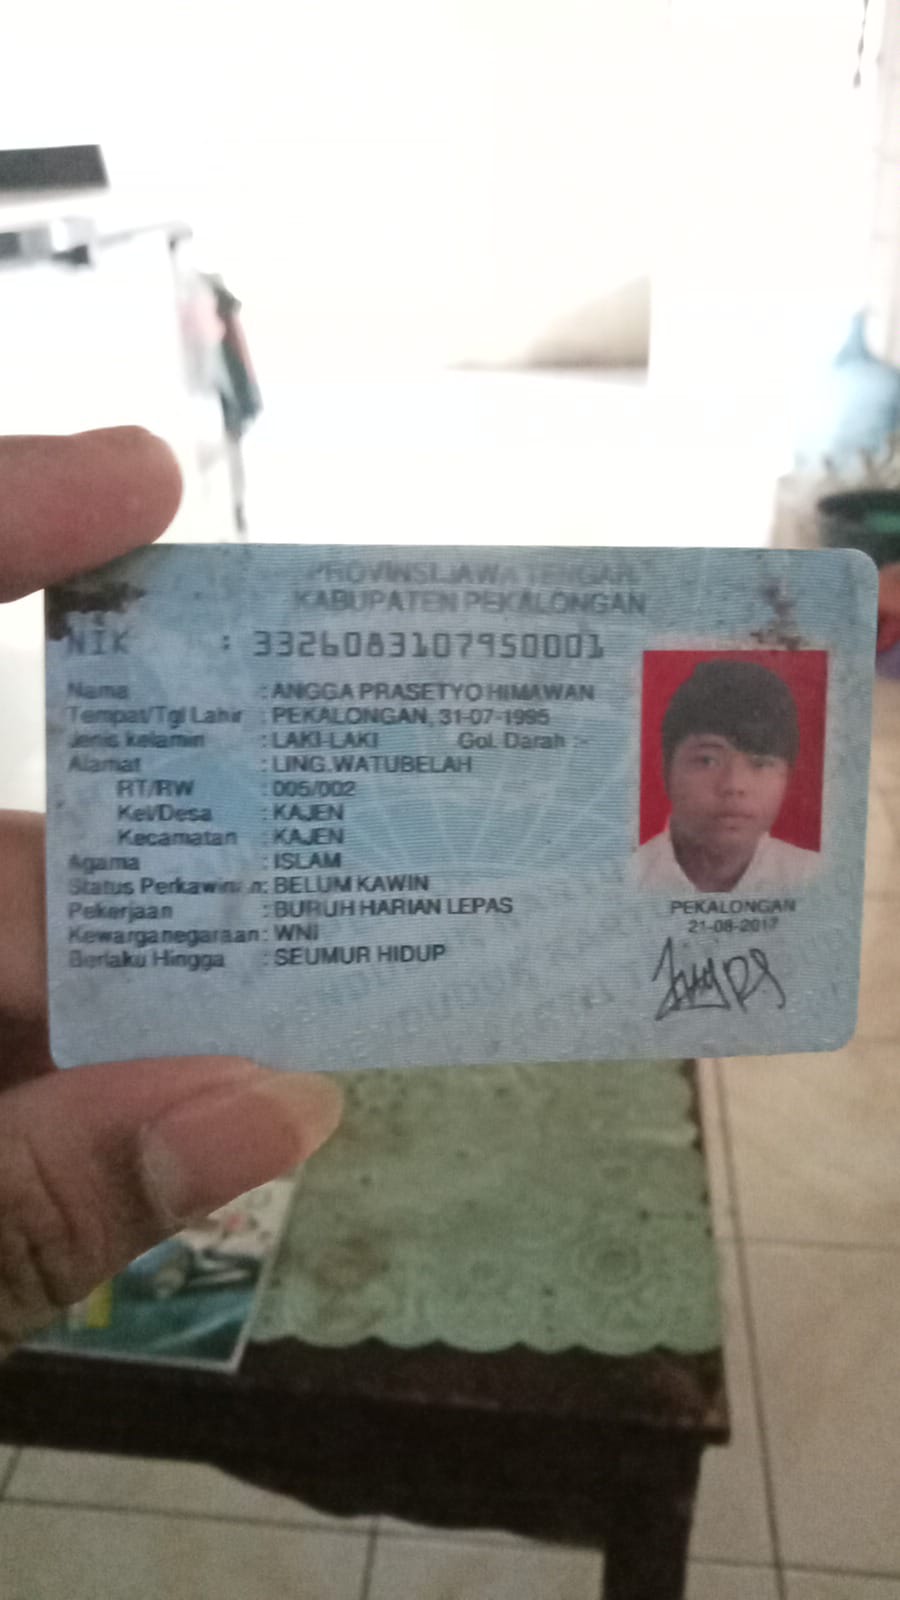 PROVINSI JAWA TENGAH
KABUPATEN PEKALONGAN
NIK : 3326083107950001
Nama : ANGGA PRASETYO HIMAWAN
Tempat/Tgl Lahir : PEKALONGAN, 31-07-1995
Jenis kelamin : LAKI-LAKI Gol. Darah :-
Alamat : LING.WATUBELAH
RT/RW : 005/002
Kel/Desa : KAJEN
Kecamatan : KAJEN
Agama : ISLAM
Status Perkawinan: BELUM KAWIN
Pekerjaan : BURUH HARIAN LEPAS
Kewarganegaraan: WNI
Berlaku Hingga : SEUMUR HIDUP
PEKALONGAN
21-08-2017